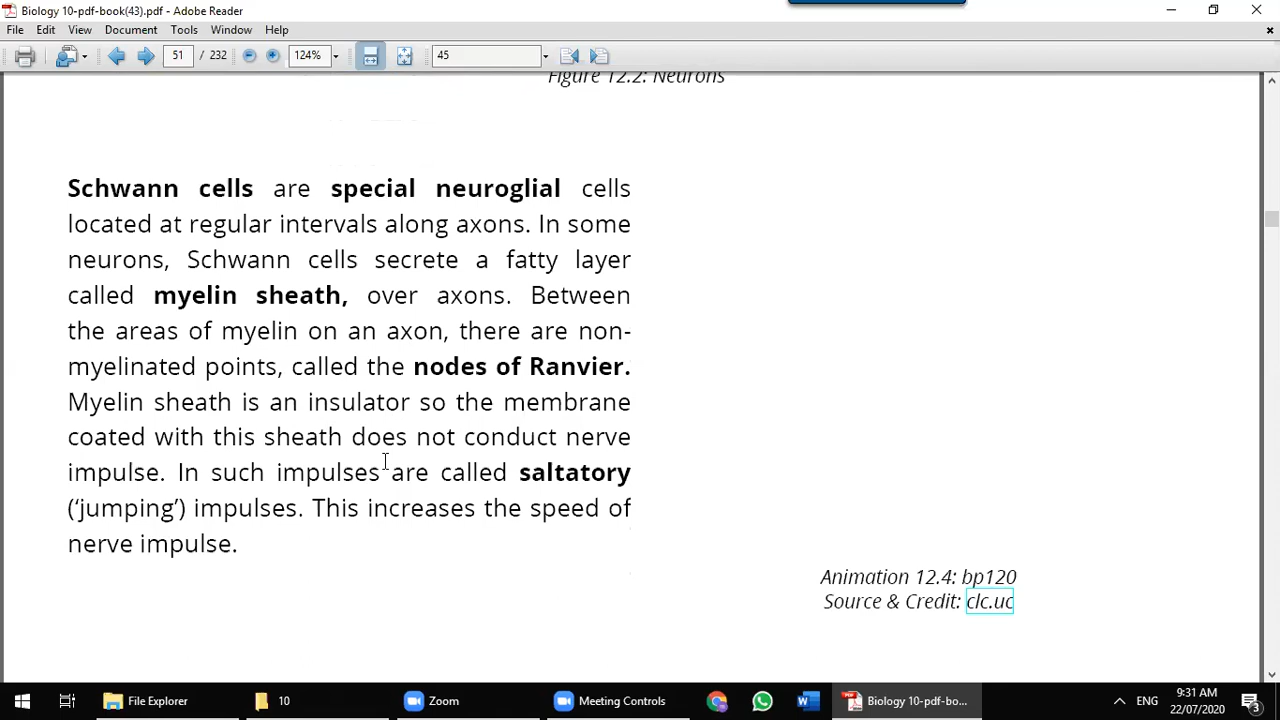 Biology 10-pdf-book(43).pdf - Adobe Reader
File Edit View Document Tools Window Help
51 / 232 124% 45
Figure 12.2: Neurons
Schwann cells are special neuroglial cells
located at regular intervals along axons. In some
neurons, Schwann cells secrete a fatty layer
called myelin sheath, over axons. Between
the areas of myelin on an axon, there are non-
myelinated points, called the nodes of Ranvier.
Myelin sheath is an insulator so the membrane
coated with this sheath does not conduct nerve
impulse. In such impulses are called saltatory
(‘jumping’) impulses. This increases the speed of
nerve impulse.
Animation 12.4: bp120
Source & Credit: clc.uc
File Explorer 10 Zoom Meeting Controls Biology 10-pdf-bo... ENG 9:31 AM
22/07/2020 3